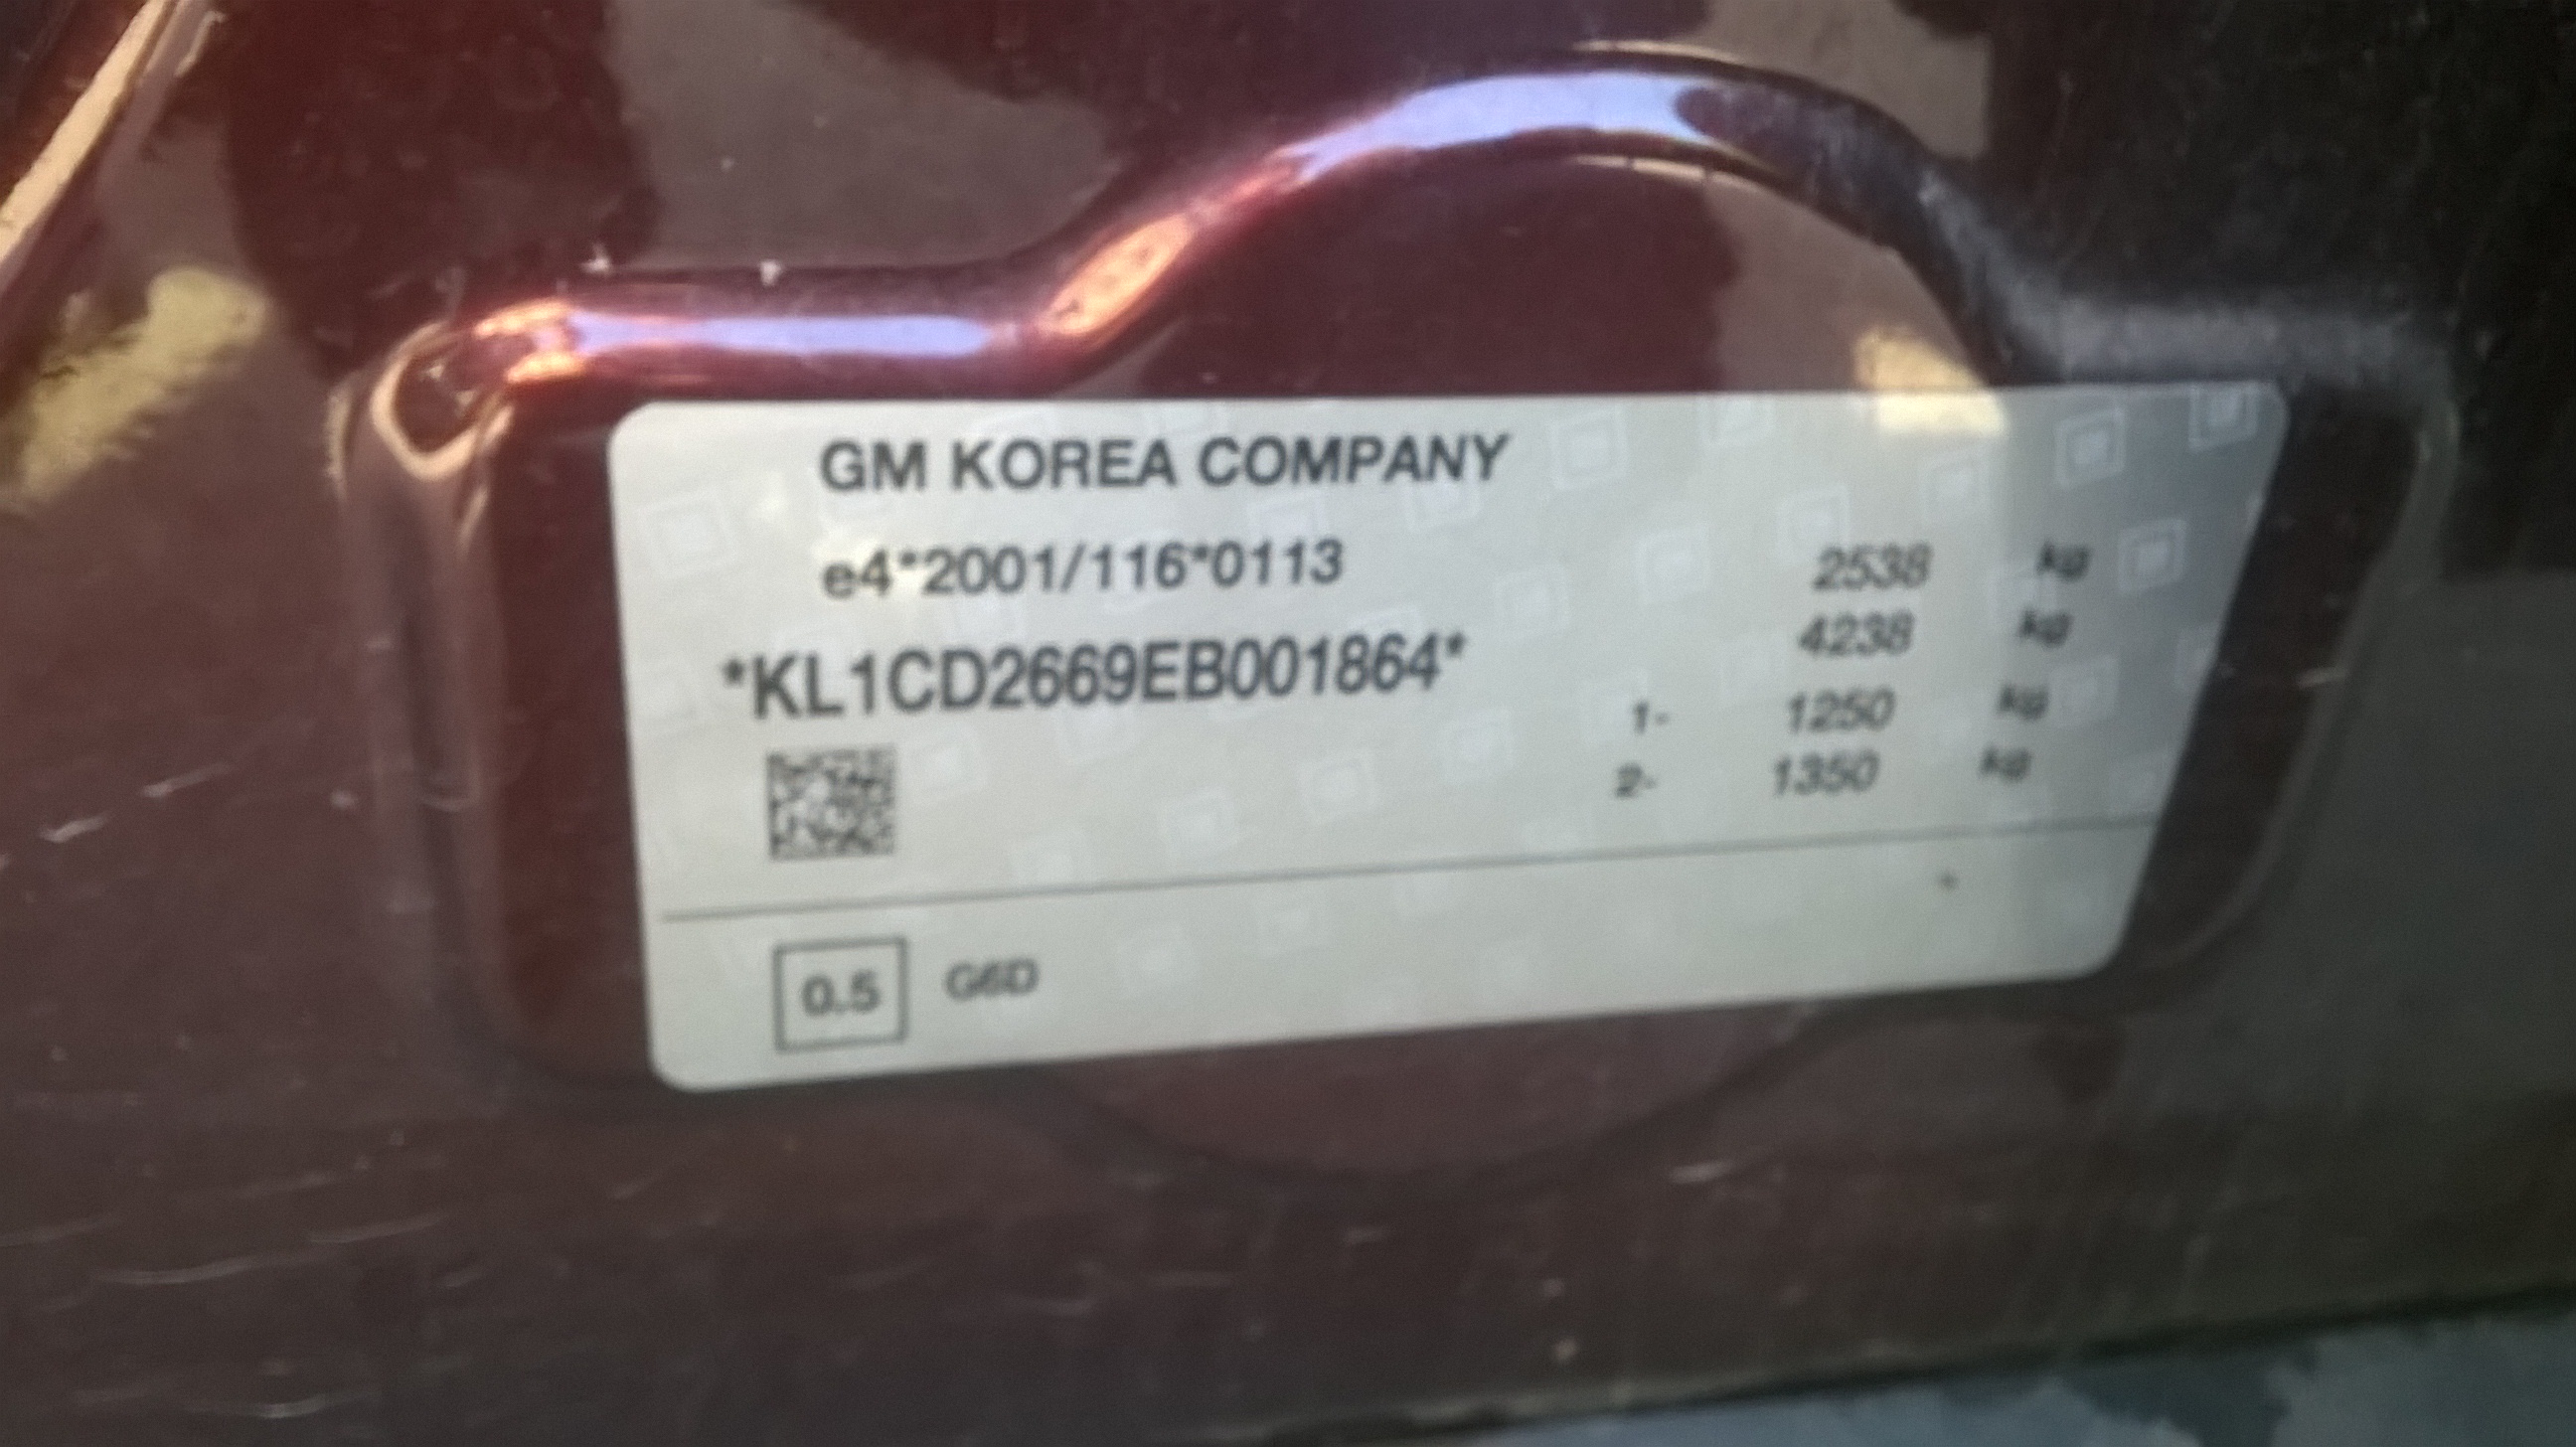 GM KOREA COMPANY
e4*2001/116*0113
*KL1CD2669EB001864*
2538 kg
4238 kg
1- 1250 kg
2- 1350 kg
0.5 G6D